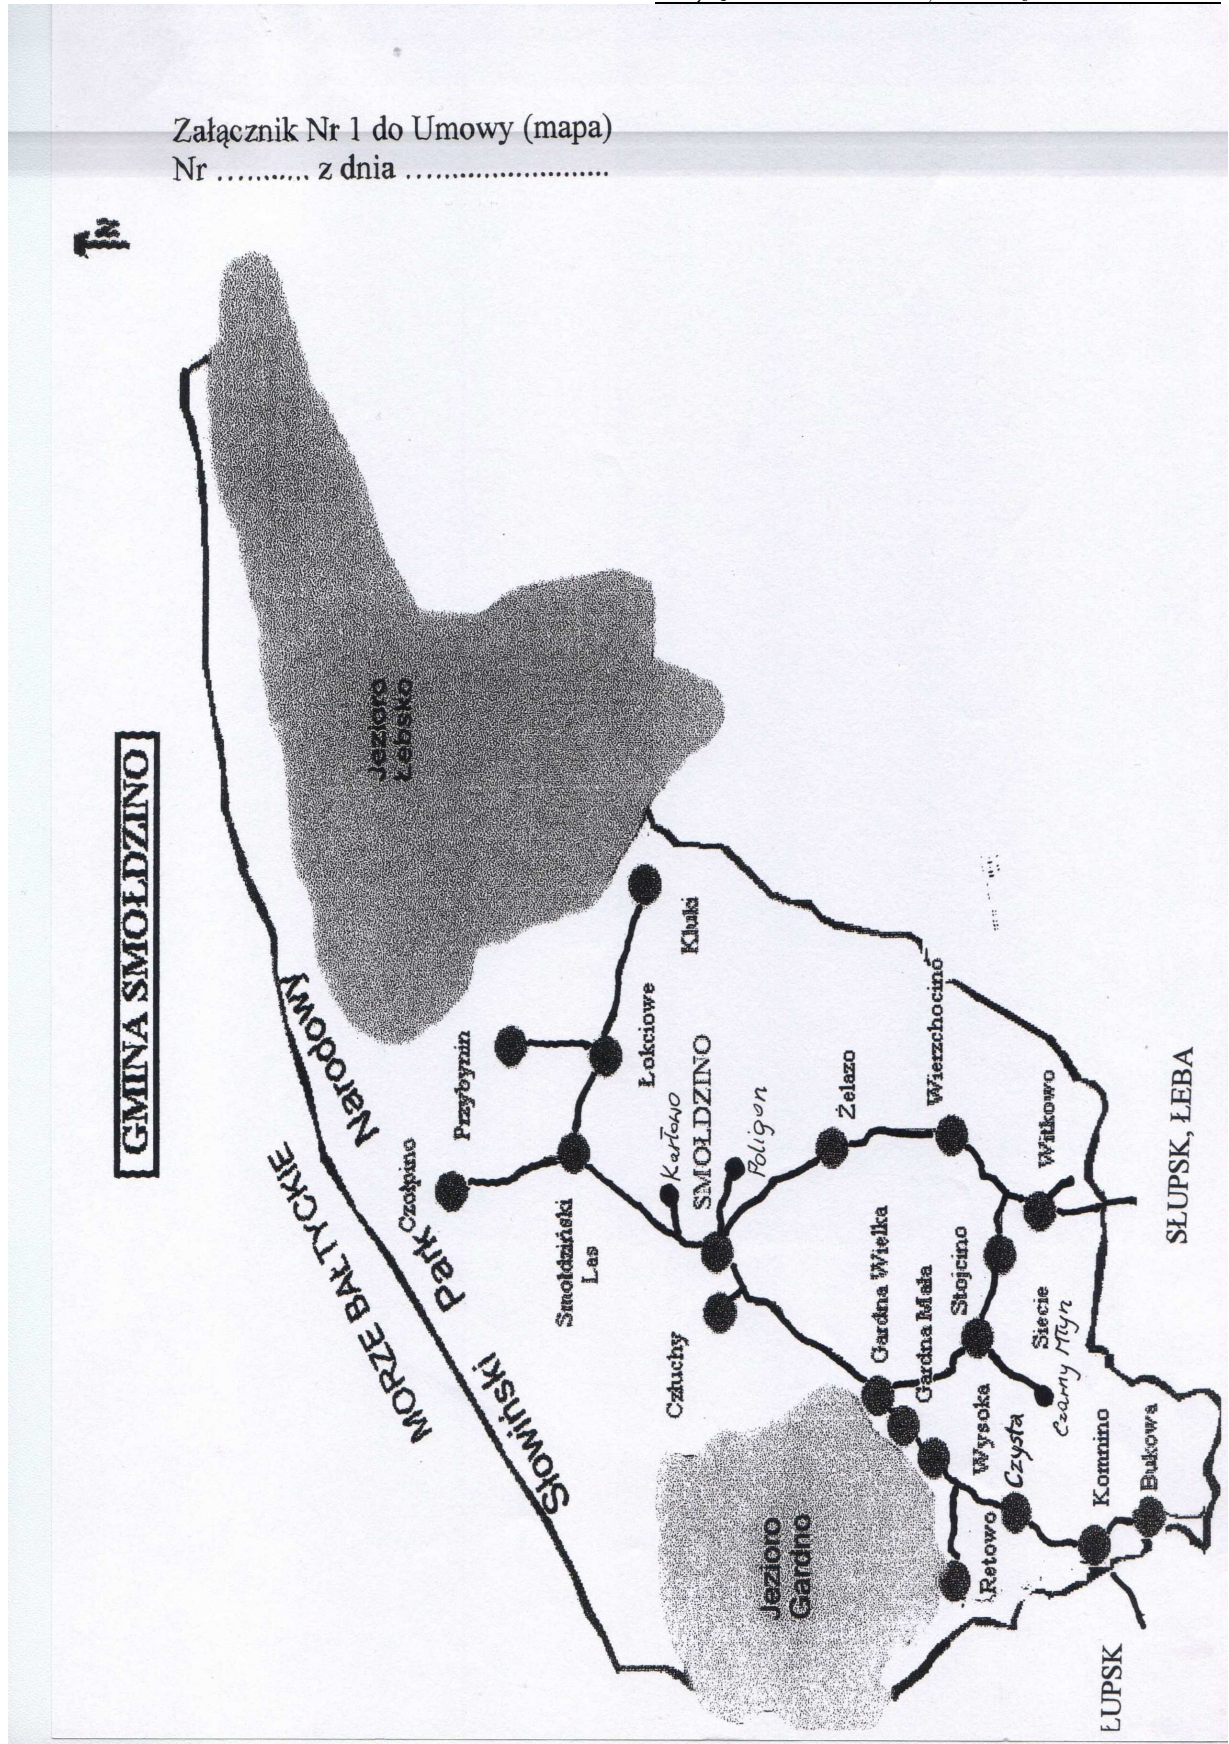 Załącznik Nr 1 do Umowy (mapa)
Nr ........... z dnia .........................
N
GMINA SMOŁDZINO
MORZE BAŁTYCKIE
Słowiński
Park
Narodowy
Jezioro
Łebsko
Jezioro
Gardno
Czołpino
Przybynin
Smołdziński
Las
Łokciowe
Kluki
Karłowo
SMOŁDZINO
Poligon
Człuchy
Żelazo
Wierzchocino
Witkowo
Gardna Wielka
Gardna Mała
Stojcino
Siecie
Czarny Młyn
Wysoka
Czysta
Retowo
Komnino
Bukowa
SŁUPSK, ŁEBA
ŁUPSK